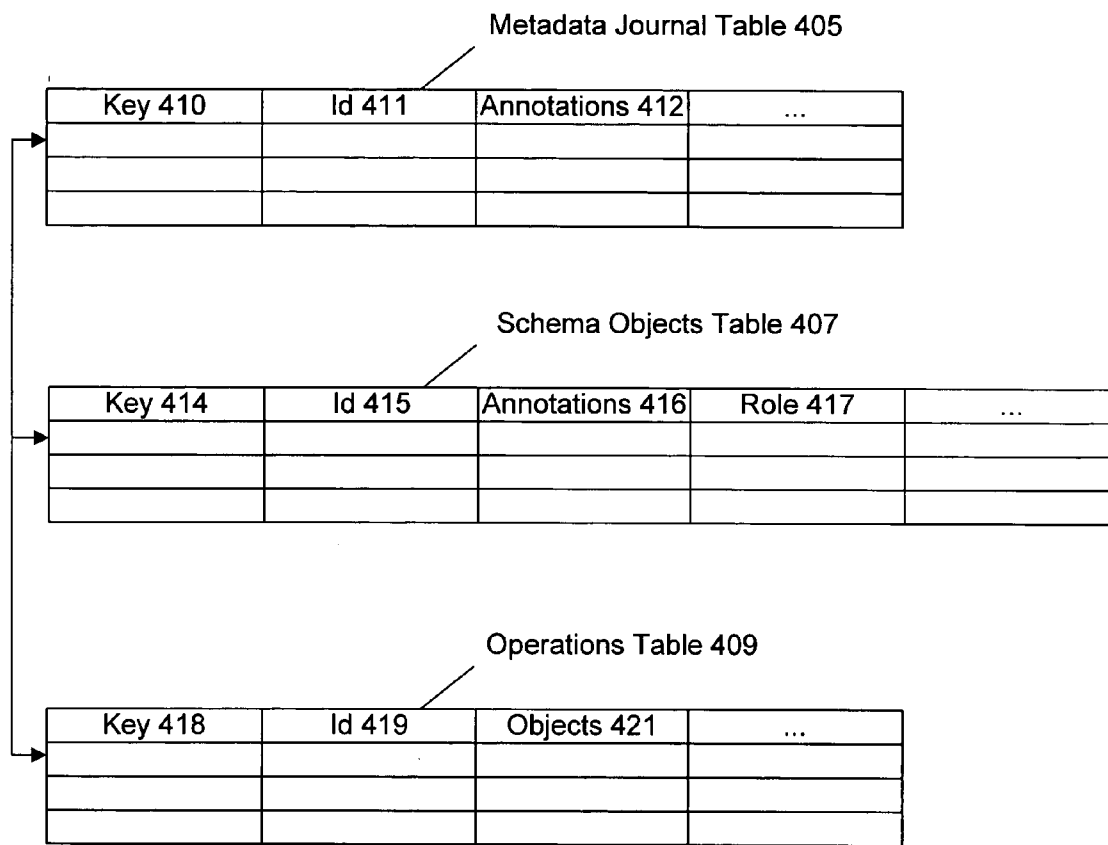 Metadata Journal Table 405
Key 410 Id 411 Annotations 412 ...
Schema Objects Table 407
Key 414 Id 415 Annotations 416 Role 417 ...
Operations Table 409
Key 418 Id 419 Objects 421 ...